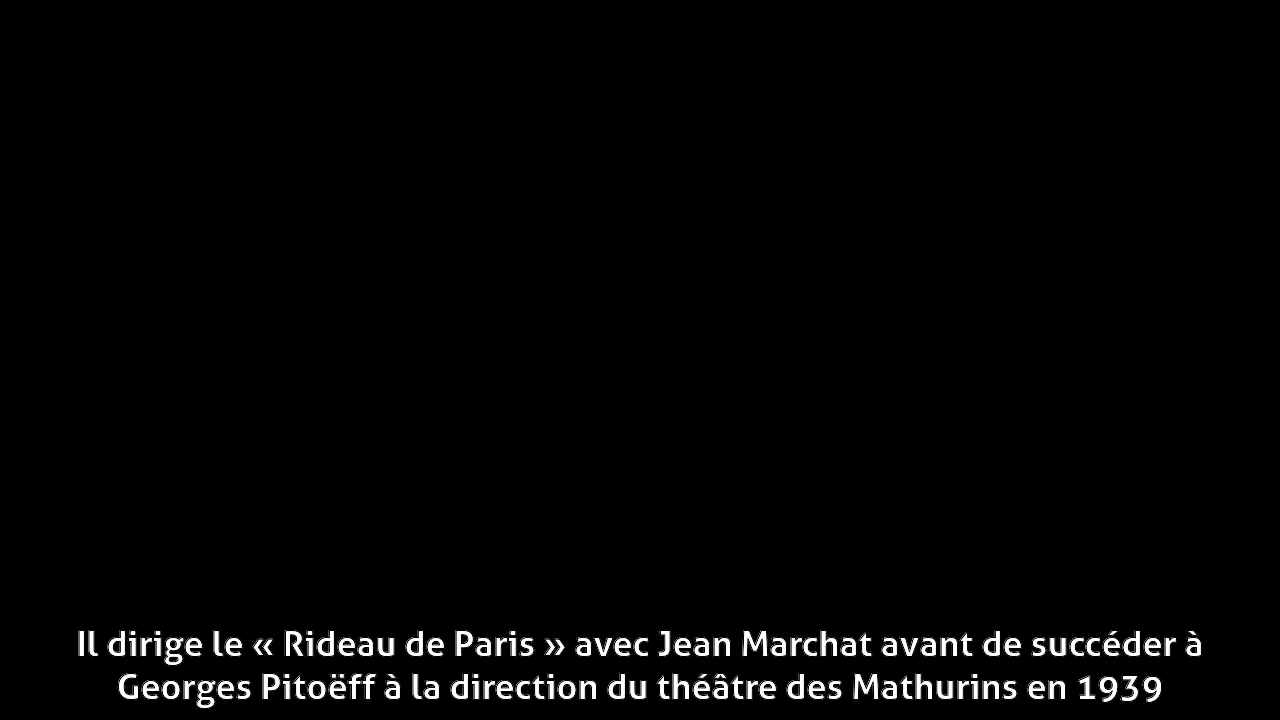 Il dirige le « Rideau de Paris » avec Jean Marchat avant de succéder à
Georges Pitoëff à la direction du théâtre des Mathurins en 1939